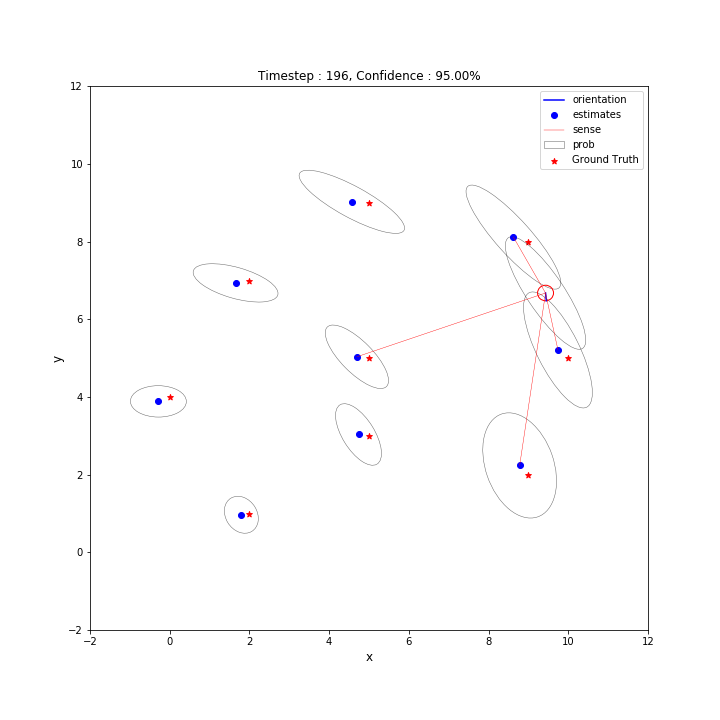 Timestep : 196, Confidence : 95.00%
orientation
estimates
sense
prob
Ground Truth
12
10
8
6
4
2
0
−2
y
−2 0 2 4 6 8 10 12
x